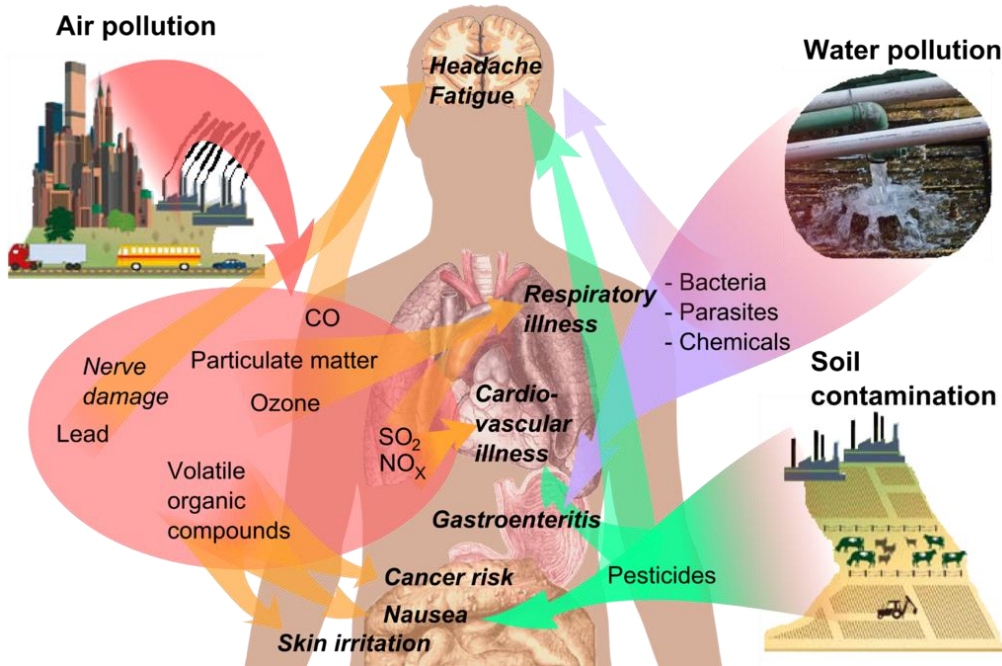 Air pollution
Water pollution
Headache
Fatigue
Respiratory
illness
- Bacteria
- Parasites
- Chemicals
CO
Particulate matter
Nerve
damage
Ozone
Lead
Cardio-
vascular
illness
SO₂
NOₓ
Soil
contamination
Volatile
organic
compounds
Gastroenteritis
Cancer risk
Pesticides
Nausea
Skin irritation